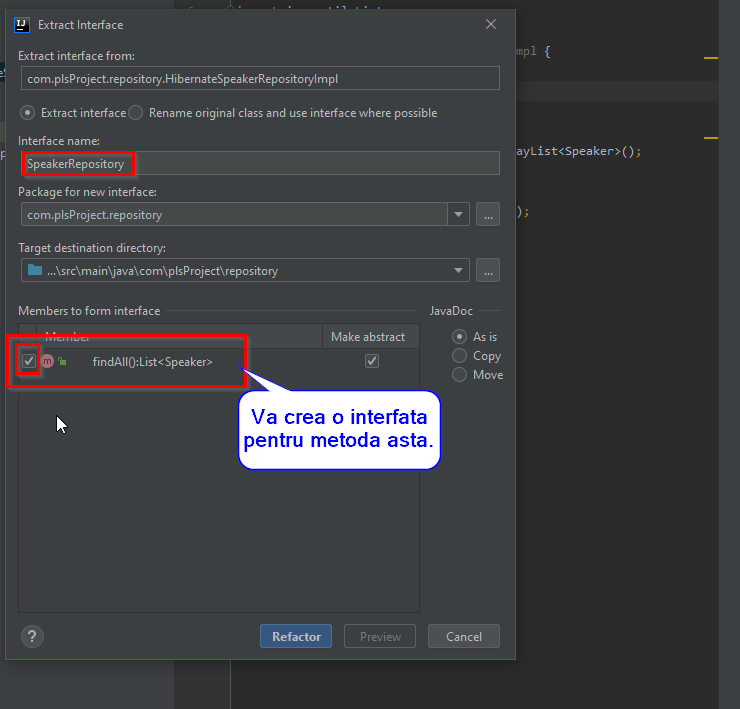 Extract Interface
Extract interface from:
com.plsProject.repository.HibernateSpeakerRepositoryImpl
mpl {
Extract interface
Rename original class and use interface where possible
Interface name:
SpeakerRepository
ayList<Speaker>();
Package for new interface:
com.plsProject.repository
...
);
Target destination directory:
...\src\main\java\com\plsProject\repository
...
Members to form interface
JavaDoc
Member
Make abstract
As is
m
findAll():List<Speaker>
Copy
Move
Va crea o interfata
pentru metoda asta.
?
Refactor
Preview
Cancel